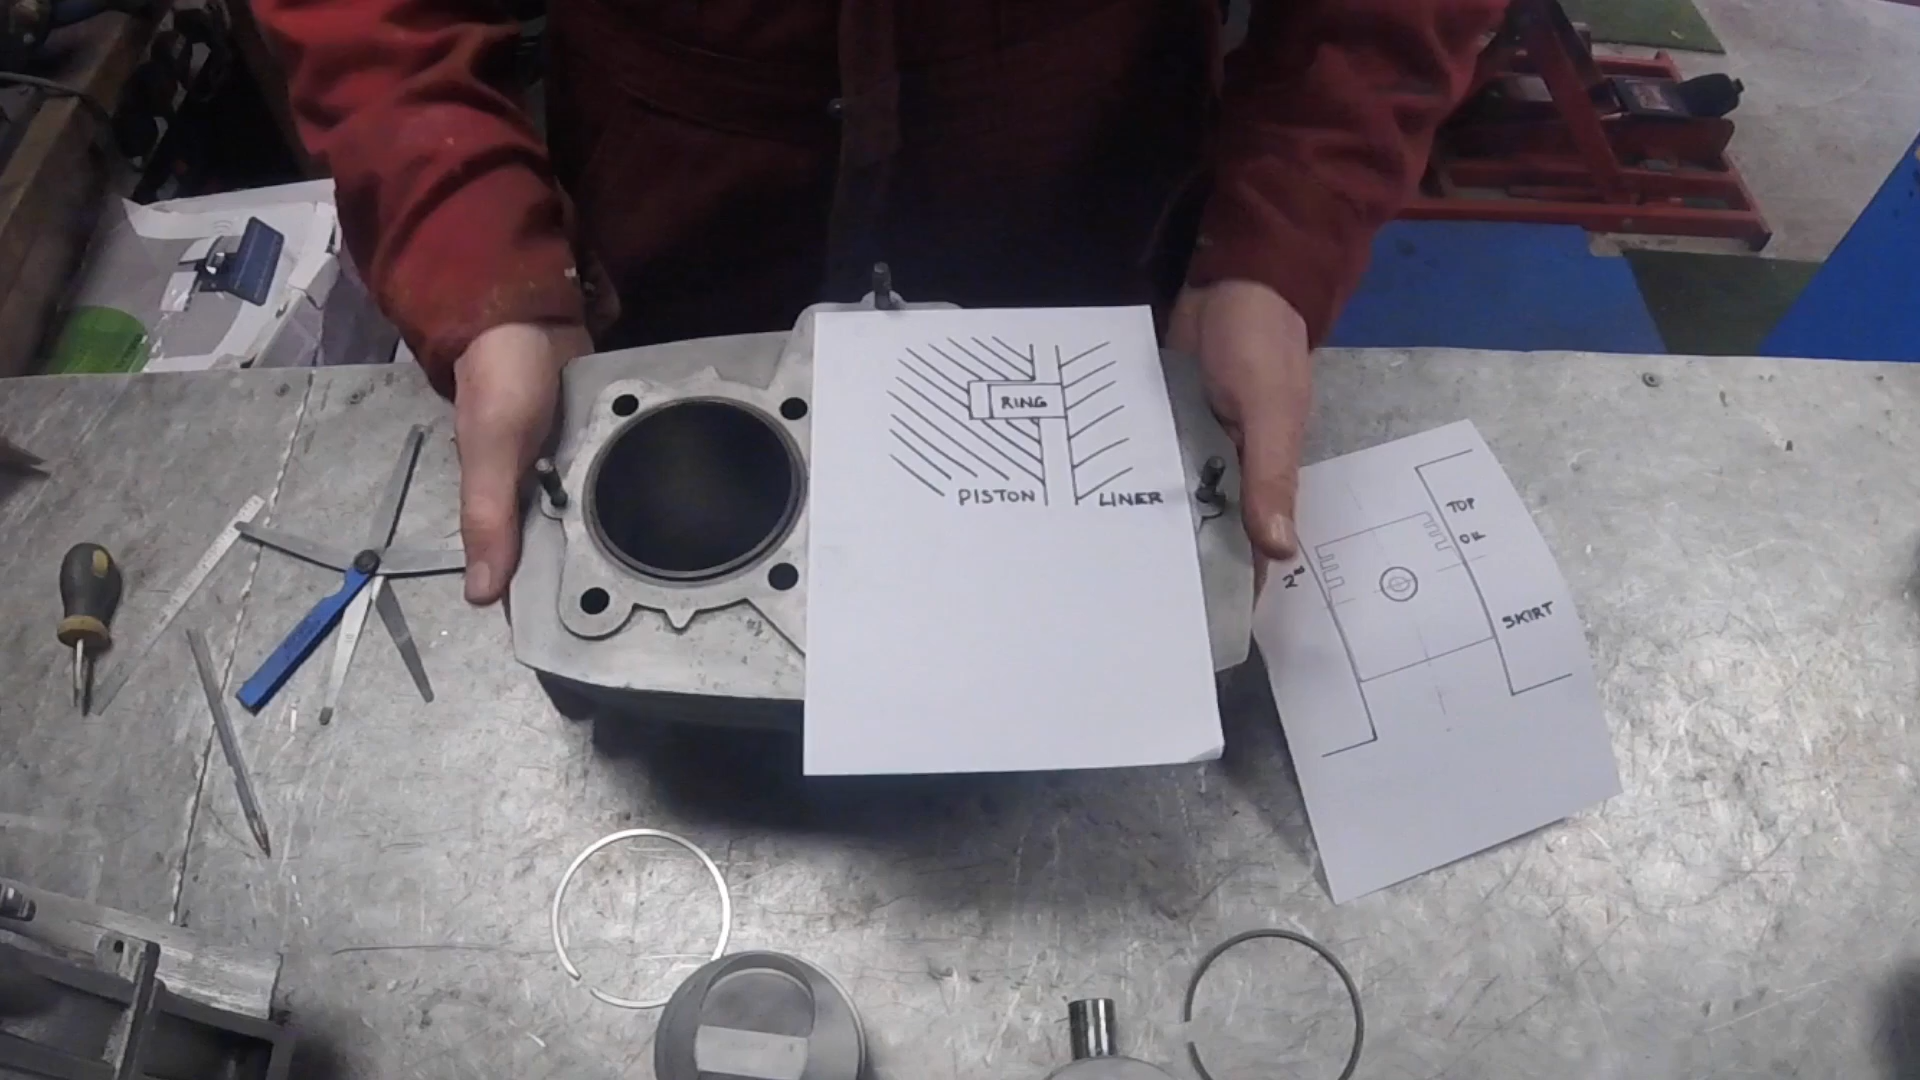 RING
PISTON LINER
TOP
OIL
2ND
SKIRT